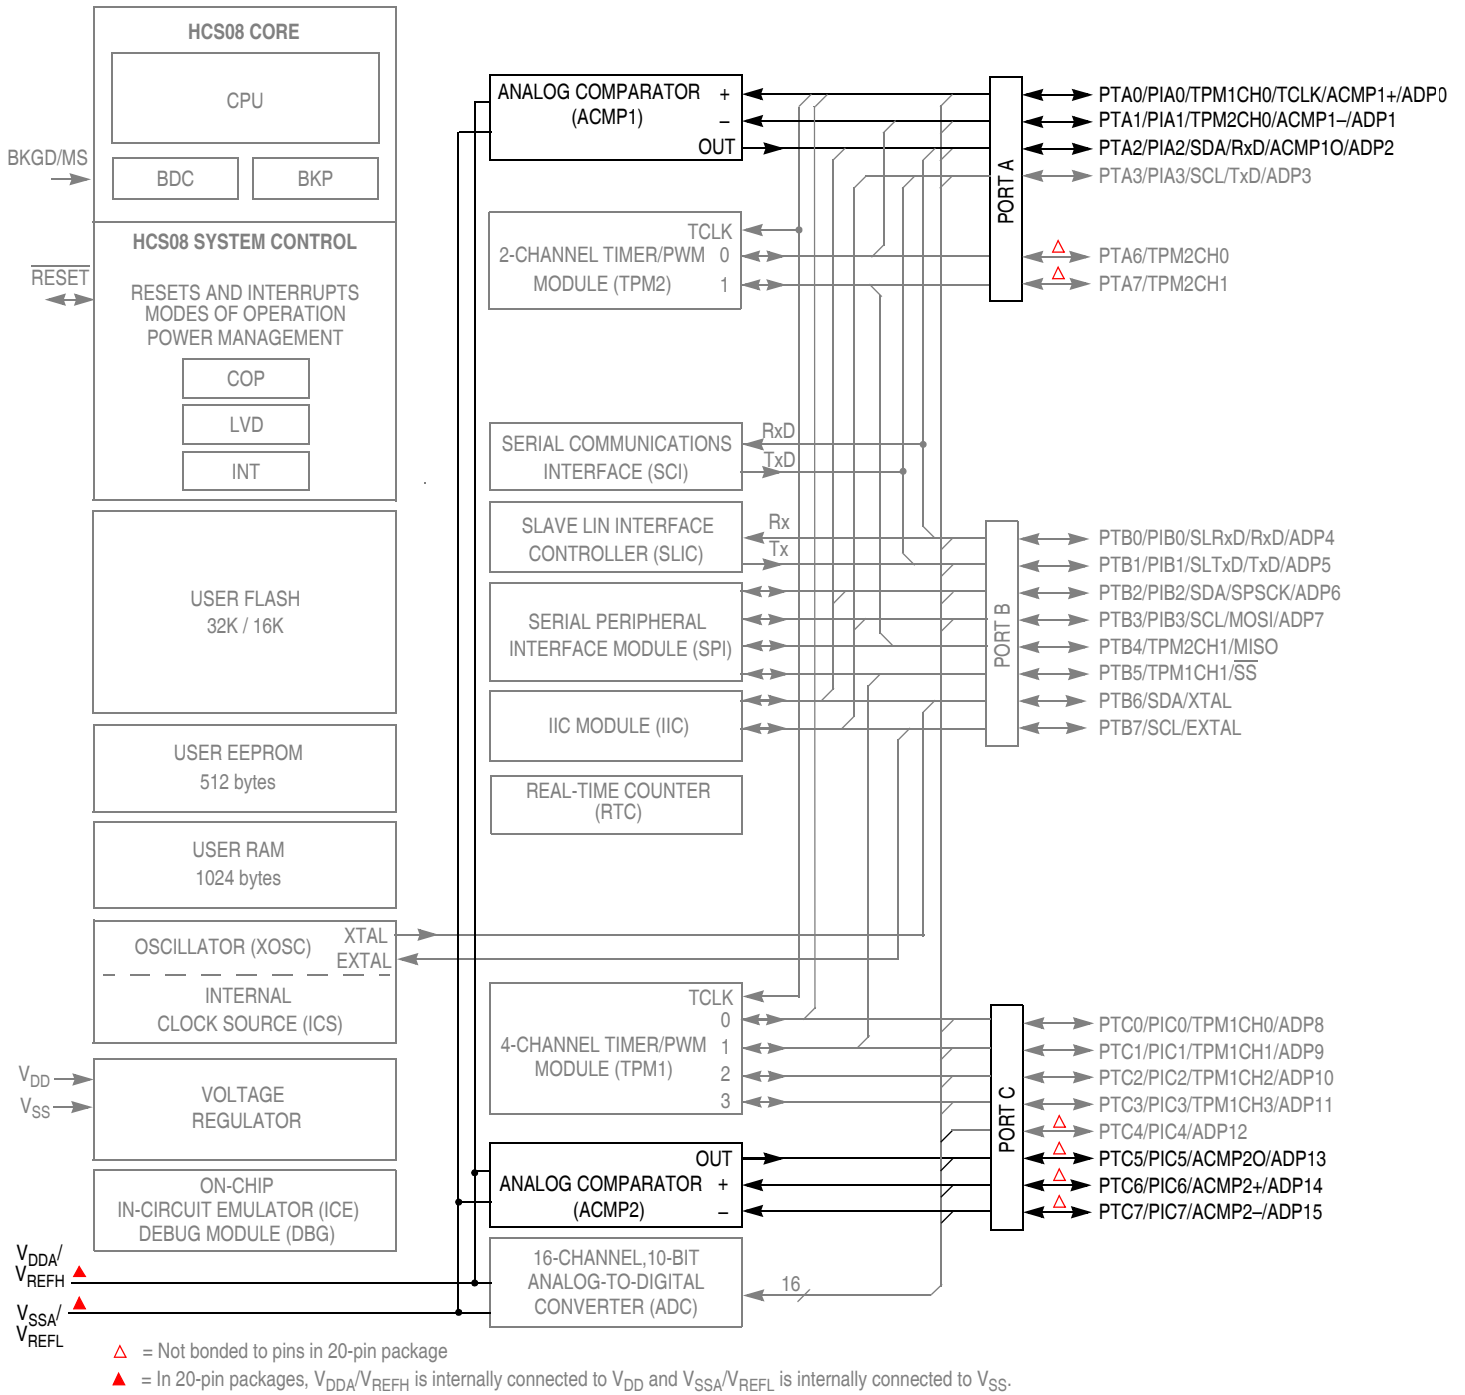 HCS08 CORE
CPU
BKGD/MS
BDC
BKP
HCS08 SYSTEM CONTROL
RESET
RESETS AND INTERRUPTS
MODES OF OPERATION
POWER MANAGEMENT
COP
LVD
INT
USER FLASH
32K / 16K
USER EEPROM
512 bytes
USER RAM
1024 bytes
OSCILLATOR (XOSC)
XTAL
EXTAL
INTERNAL
CLOCK SOURCE (ICS)
VDD
VSS
VOLTAGE
REGULATOR
ON-CHIP
IN-CIRCUIT EMULATOR (ICE)
DEBUG MODULE (DBG)
VDDA/
VREFH
VSSA/
VREFL
ANALOG COMPARATOR
(ACMP1)
+
–
OUT
TCLK
2-CHANNEL TIMER/PWM 0
MODULE (TPM2) 1
SERIAL COMMUNICATIONS
INTERFACE (SCI)
RxD
TxD
SLAVE LIN INTERFACE
CONTROLLER (SLIC)
Rx
Tx
SERIAL PERIPHERAL
INTERFACE MODULE (SPI)
IIC MODULE (IIC)
REAL-TIME COUNTER
(RTC)
TCLK
0
4-CHANNEL TIMER/PWM 1
MODULE (TPM1) 2
3
OUT
ANALOG COMPARATOR +
(ACMP2) –
16-CHANNEL,10-BIT
ANALOG-TO-DIGITAL
CONVERTER (ADC)
16
PORT A
PTA0/PIA0/TPM1CH0/TCLK/ACMP1+/ADP0
PTA1/PIA1/TPM2CH0/ACMP1–/ADP1
PTA2/PIA2/SDA/RxD/ACMP1O/ADP2
PTA3/PIA3/SCL/TxD/ADP3
PTA6/TPM2CH0
PTA7/TPM2CH1
PORT B
PTB0/PIB0/SLRxD/RxD/ADP4
PTB1/PIB1/SLTxD/TxD/ADP5
PTB2/PIB2/SDA/SPSCK/ADP6
PTB3/PIB3/SCL/MOSI/ADP7
PTB4/TPM2CH1/MISO
PTB5/TPM1CH1/SS
PTB6/SDA/XTAL
PTB7/SCL/EXTAL
PORT C
PTC0/PIC0/TPM1CH0/ADP8
PTC1/PIC1/TPM1CH1/ADP9
PTC2/PIC2/TPM1CH2/ADP10
PTC3/PIC3/TPM1CH3/ADP11
PTC4/PIC4/ADP12
PTC5/PIC5/ACMP2O/ADP13
PTC6/PIC6/ACMP2+/ADP14
PTC7/PIC7/ACMP2–/ADP15
△ = Not bonded to pins in 20-pin package
▲ = In 20-pin packages, VDDA/VREFH is internally connected to VDD and VSSA/VREFL is internally connected to VSS.